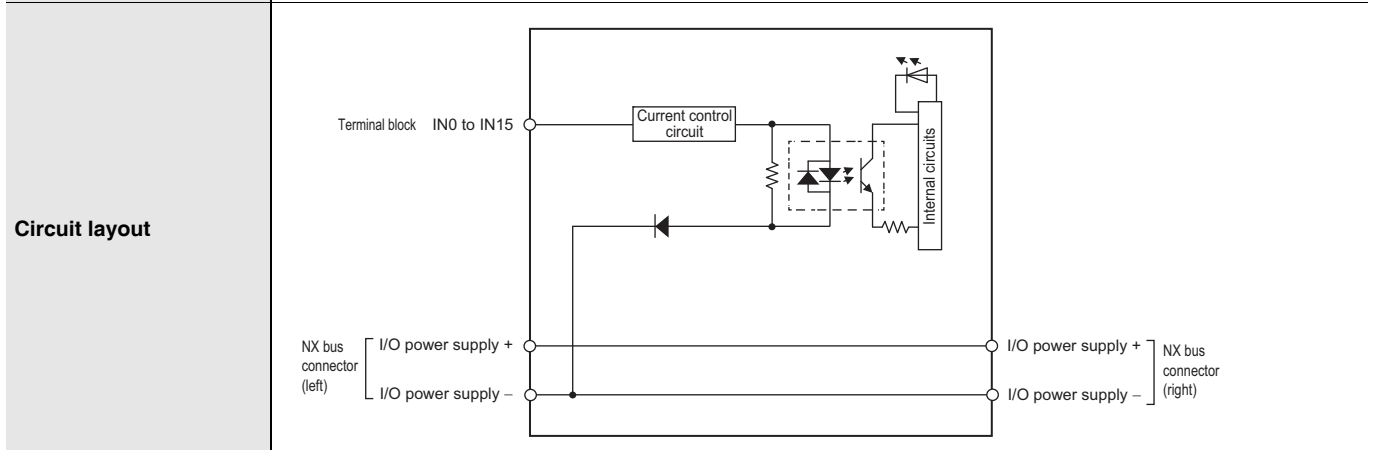 Circuit layout
Terminal block IN0 to IN15
Current control
circuit
Internal circuits
NX bus
connector
(left)
I/O power supply +
I/O power supply −
I/O power supply +
I/O power supply −
NX bus
connector
(right)